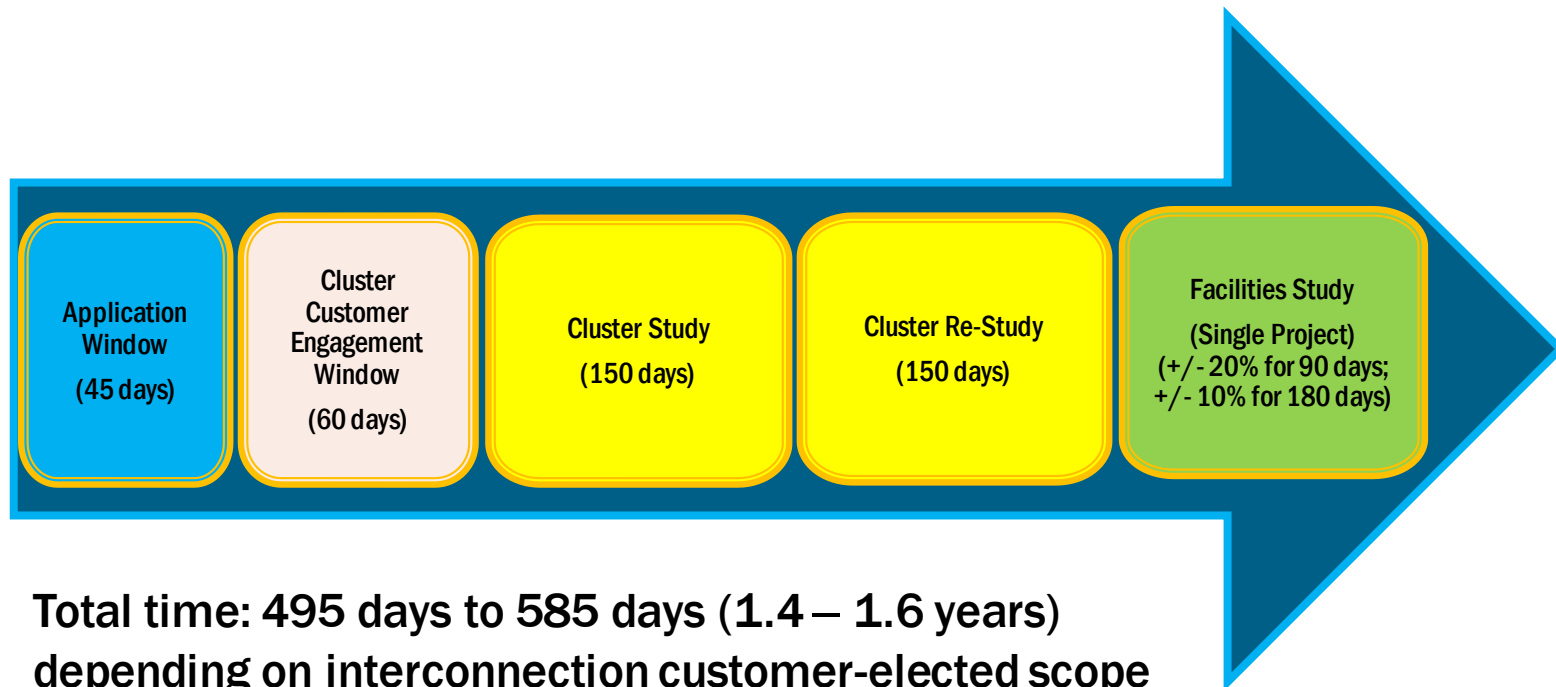 Application
Window
(45 days)
Cluster
Customer
Engagement
Window
(60 days)
Cluster Study
(150 days)
Cluster Re-Study
(150 days)
Facilities Study
(Single Project)
(+/- 20% for 90 days;
+/- 10% for 180 days)
Total time: 495 days to 585 days (1.4 – 1.6 years)
depending on interconnection customer-elected scope